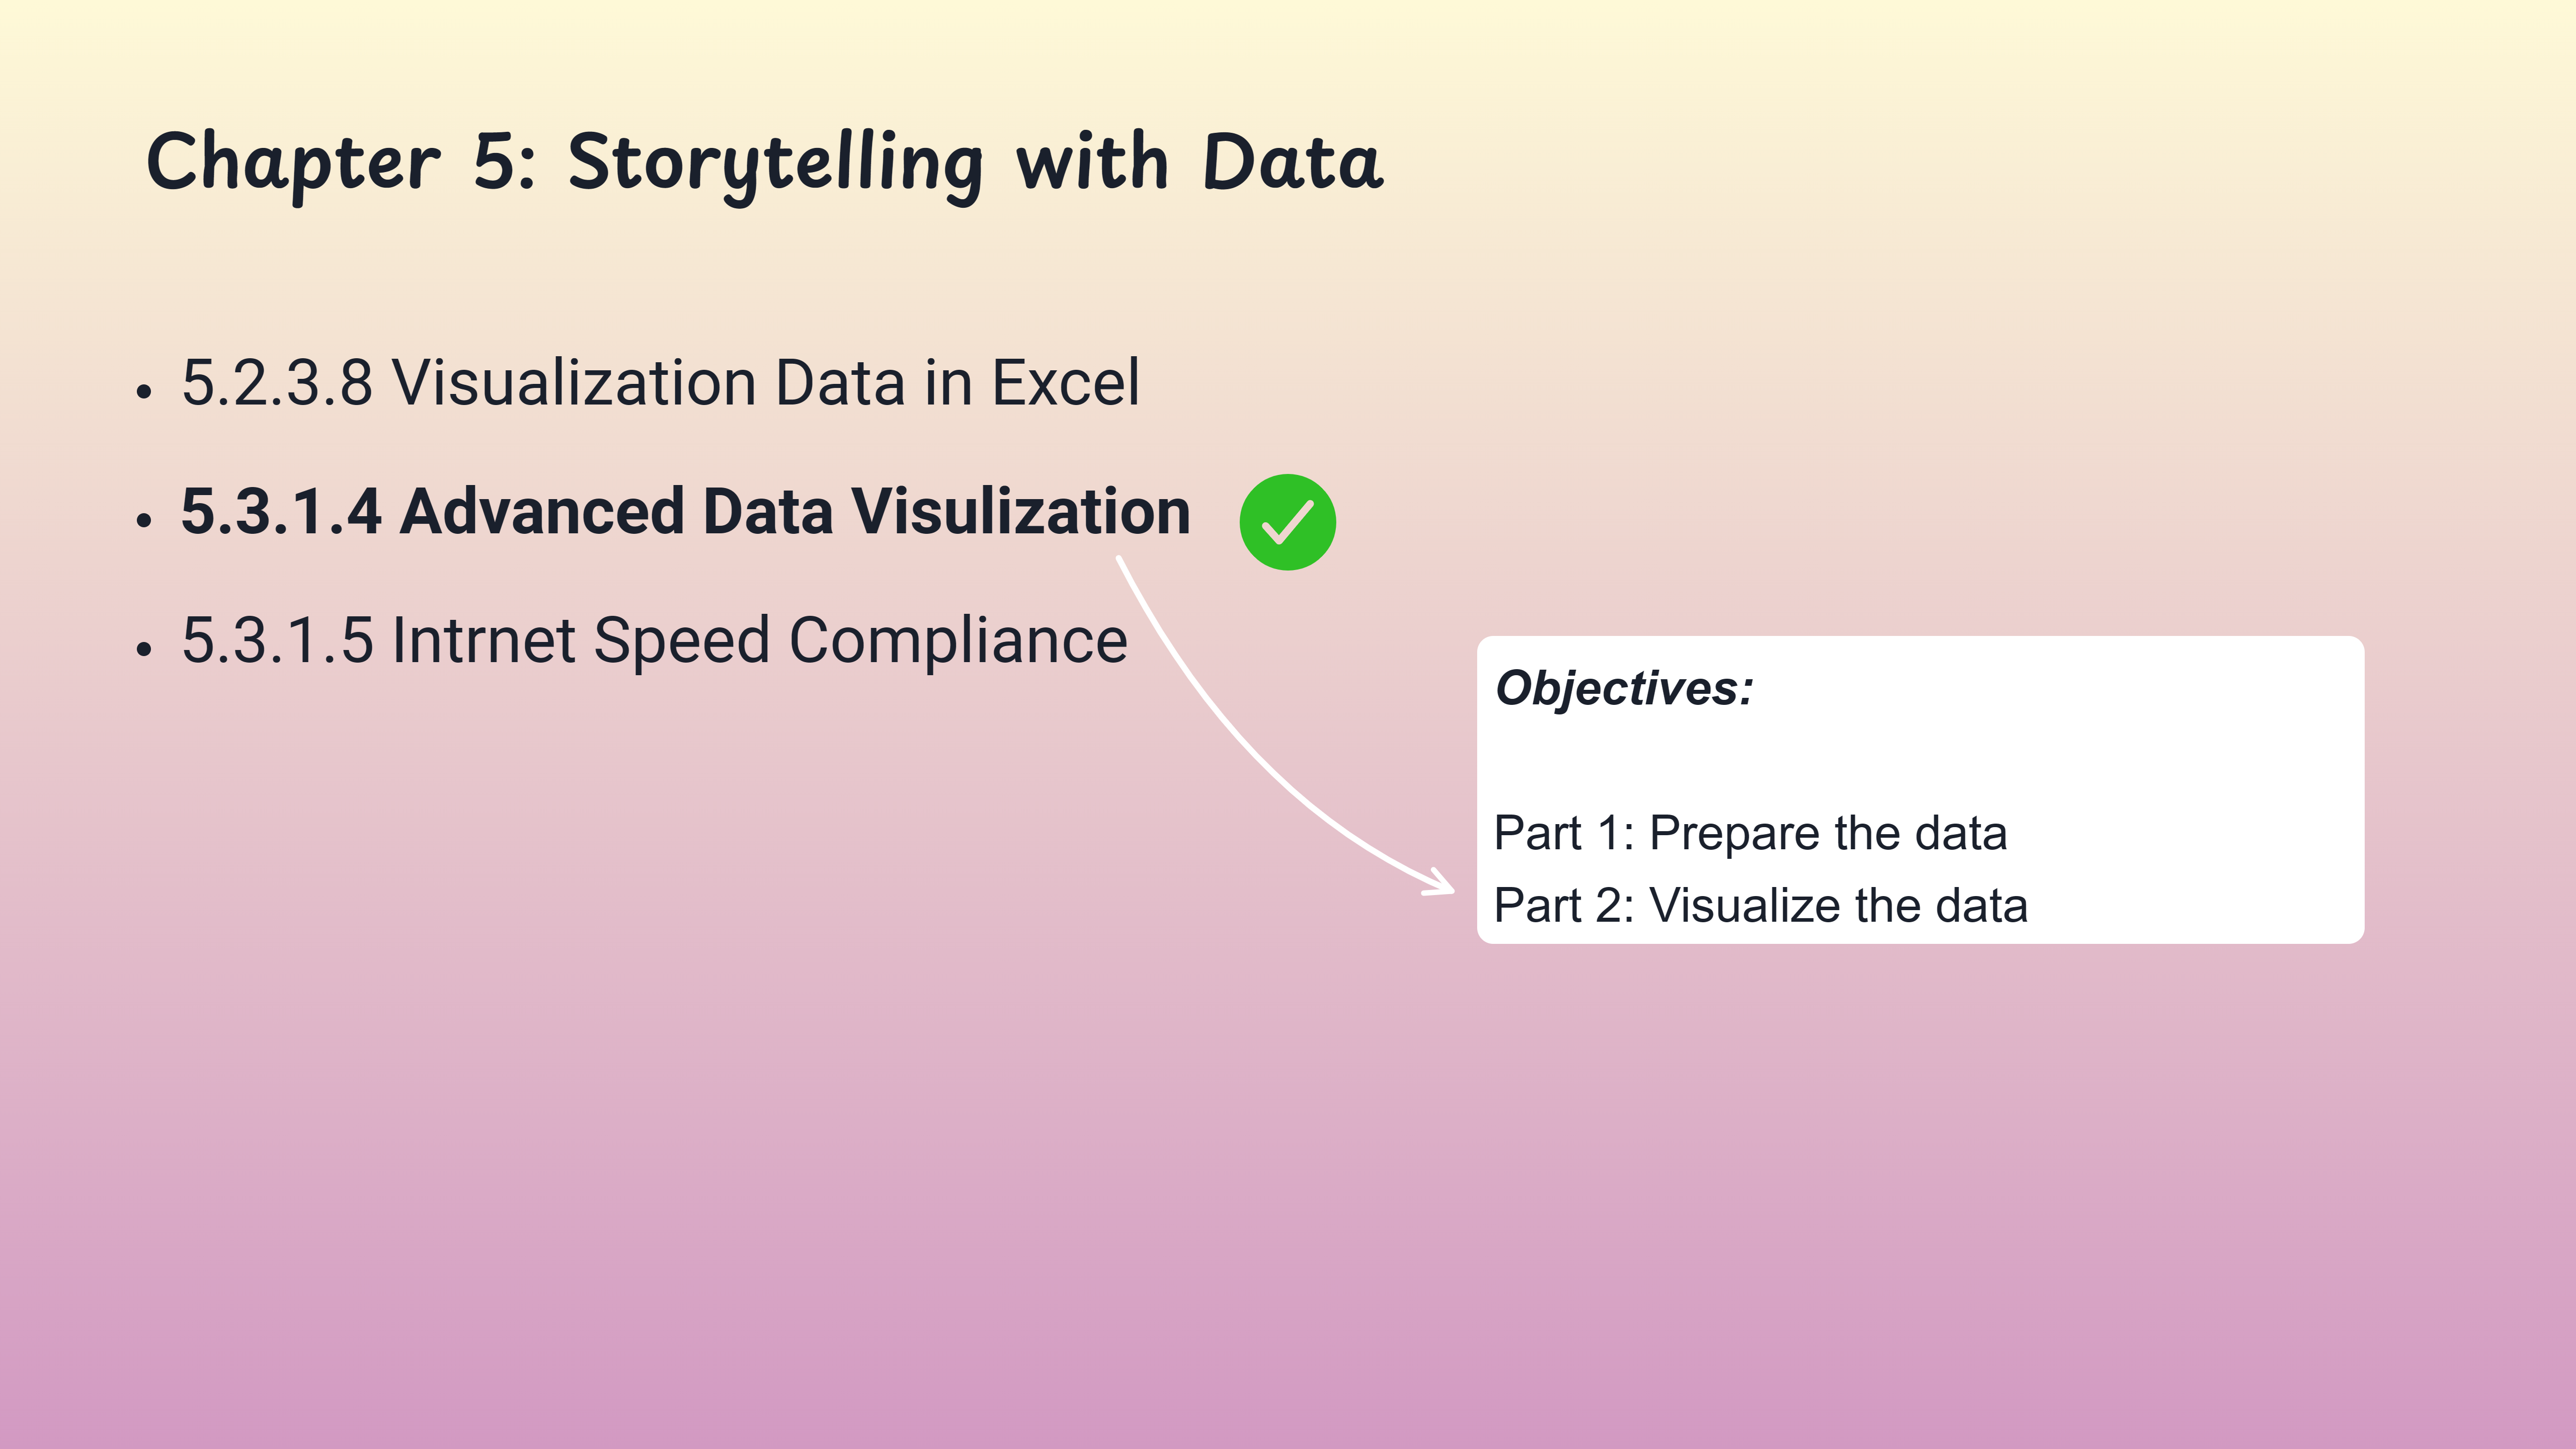 Chapter 5: Storytelling with Data
• 5.2.3.8 Visualization Data in Excel
• 5.3.1.4 Advanced Data Visulization
• 5.3.1.5 Intrnet Speed Compliance
Objectives:
Part 1: Prepare the data
Part 2: Visualize the data